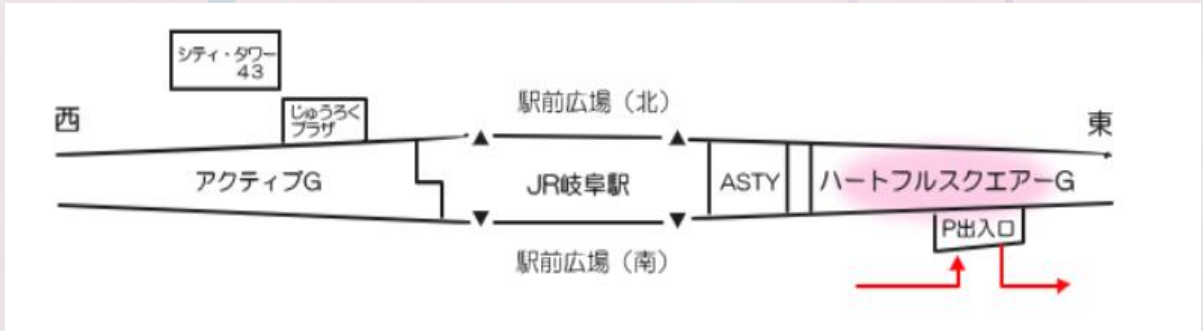 シティ・タワー
43
じゅうろく
プラザ
駅前広場（北）
西
東
アクティブG
JR岐阜駅
ASTY
ハートフルスクエアーG
P出入口
駅前広場（南）